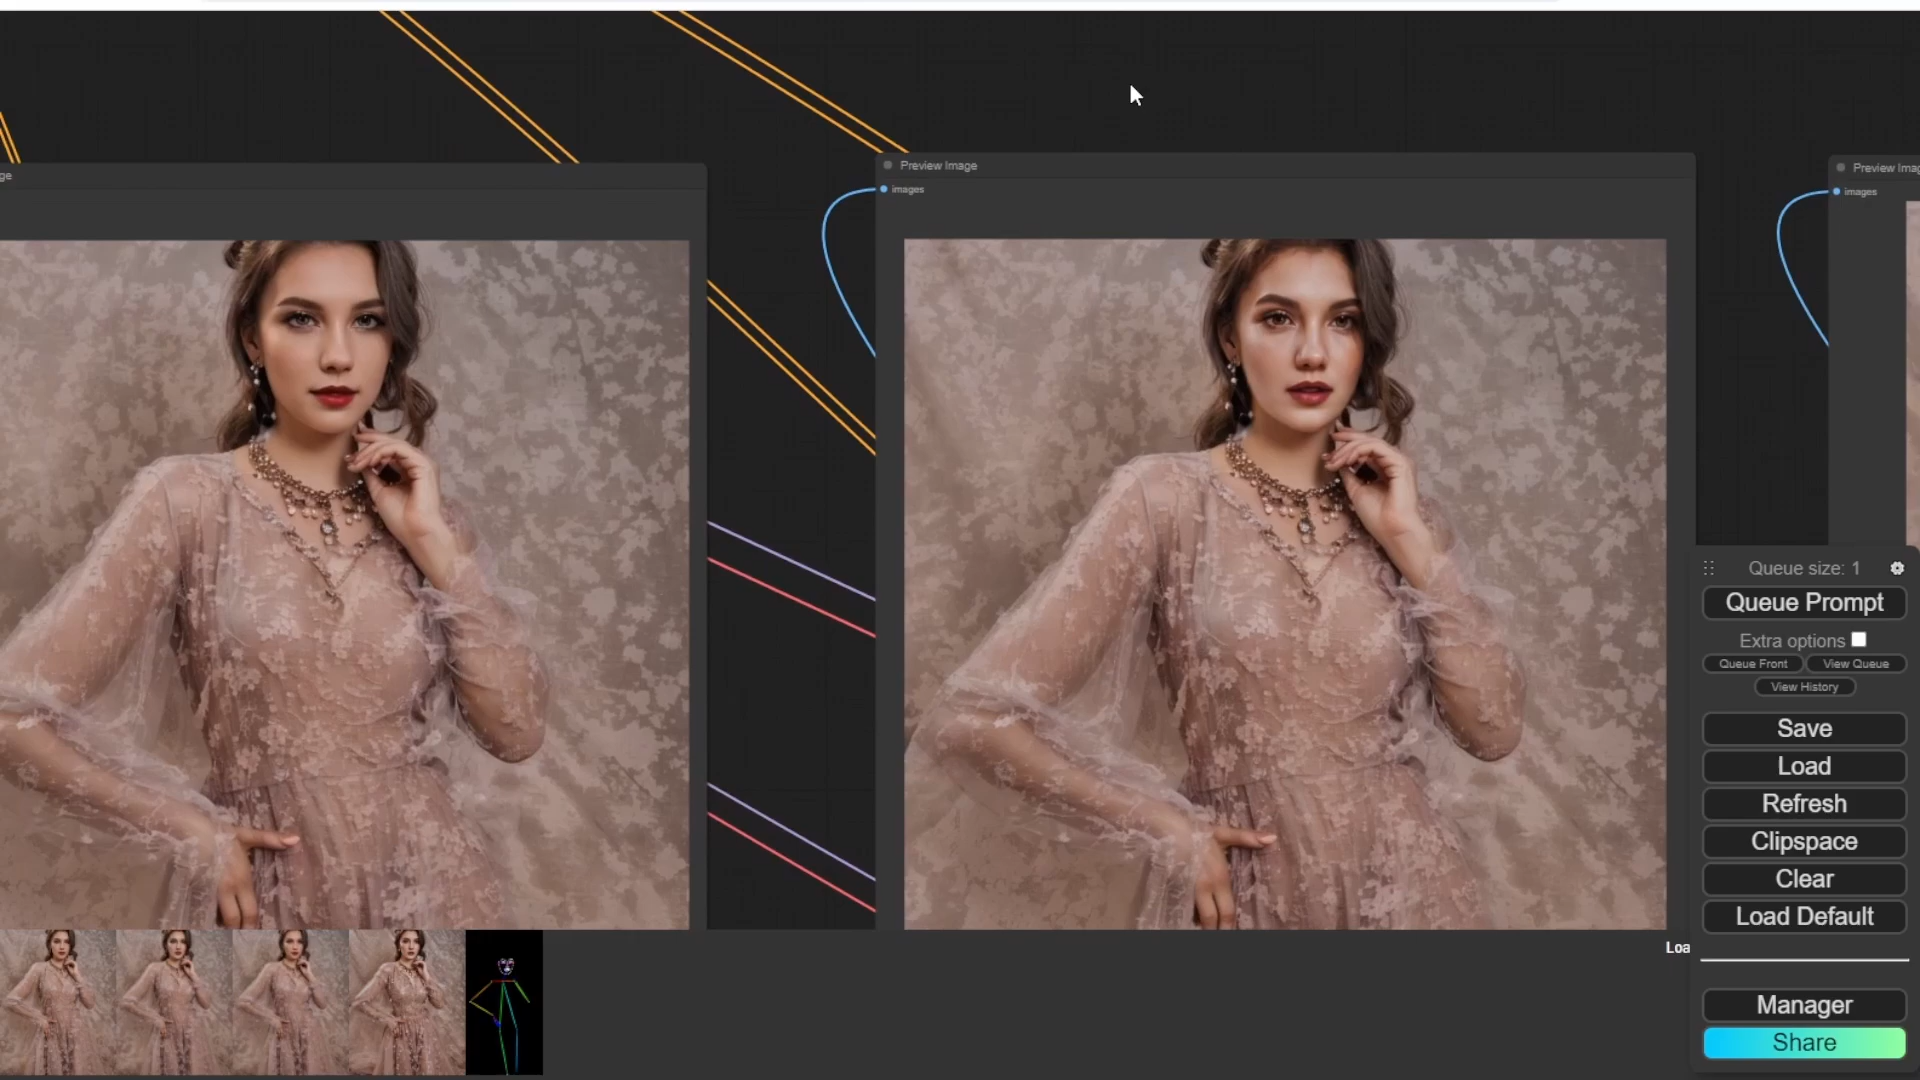 ge
Preview Image
images
Preview Imag
images
Queue size: 1
Queue Prompt
Extra options
Queue Front
View Queue
View History
Save
Load
Refresh
Clipspace
Clear
Load Default
Loa
Manager
Share